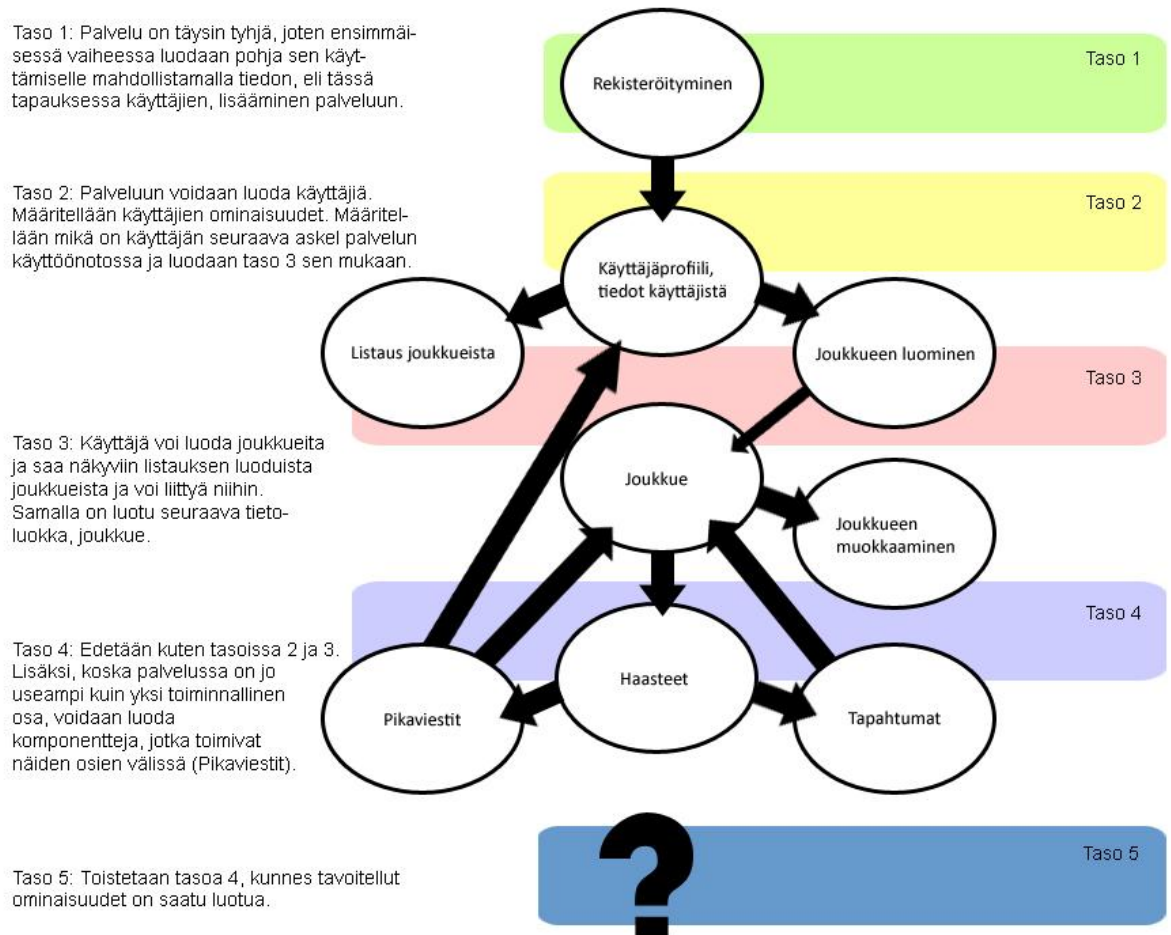 Taso 1: Palvelu on täysin tyhjä, joten ensimmäi-
sessä vaiheessa luodaan pohja sen käyt-
tämiselle mahdollistamalla tiedon, eli tässä
tapauksessa käyttäjien, lisääminen palveluun.
Rekisteröityminen
Taso 1
Taso 2: Palveluun voidaan luoda käyttäjiä.
Määritellään käyttäjien ominaisuudet. Määritel-
lään mikä on käyttäjän seuraava askel palvelun
käyttöönotossa ja luodaan taso 3 sen mukaan.
Taso 2
Käyttäjäprofiili,
tiedot käyttäjistä
Listaus joukkueista
Joukkueen luominen
Taso 3
Taso 3: Käyttäjä voi luoda joukkueita
ja saa näkyviin listauksen luoduista
joukkueista ja voi liittyä niihin.
Samalla on luotu seuraava tieto-
luokka, joukkue.
Joukkue
Joukkueen
muokkaaminen
Taso 4
Taso 4: Edetään kuten tasoissa 2 ja 3.
Lisäksi, koska palvelussa on jo
useampi kuin yksi toiminnallinen
osa, voidaan luoda
komponentteja, jotka toimivat
näiden osien välissä (Pikaviestit).
Haasteet
Pikaviestit
Tapahtumat
?
Taso 5
Taso 5: Toistetaan tasoa 4, kunnes tavoitellut
ominaisuudet on saatu luotua.